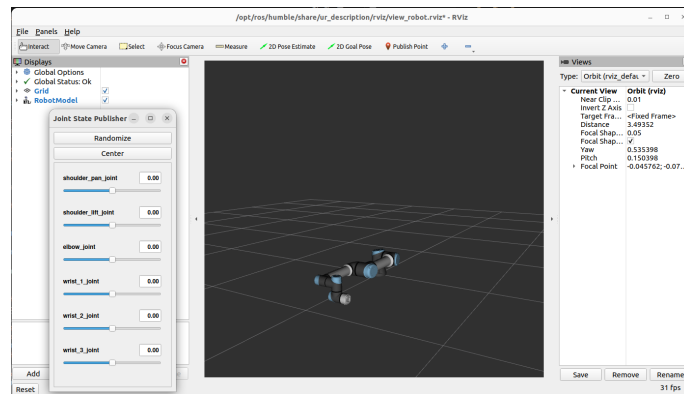 /opt/ros/humble/share/ur_description/rviz/view_robot.rviz* - RViz
File Panels Help
Interact Move Camera Select Focus Camera Measure 2D Pose Estimate 2D Goal Pose Publish Point
Displays
Global Options
Global Status: Ok
Grid
RobotModel
Joint State Publisher
Randomize
Center
shoulder_pan_joint 0.00
shoulder_lift_joint 0.00
elbow_joint 0.00
wrist_1_joint 0.00
wrist_2_joint 0.00
wrist_3_joint 0.00
Add
Reset
Views
Type: Orbit (rviz_defau Zero
Current View Orbit (rviz)
Near Clip ... 0.01
Invert Z Axis
Target Fra... <Fixed Frame>
Distance 3.49352
Focal Shap... 0.05
Focal Shap... ✓
Yaw 0.535398
Pitch 0.150398
Focal Point -0.045762; -0.07...
Save Remove Rename
31 fps